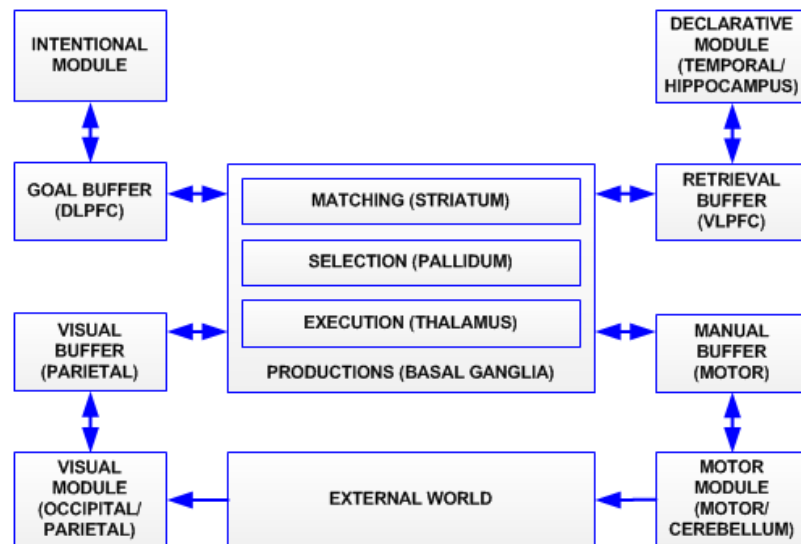 INTENTIONAL
MODULE
DECLARATIVE
MODULE
(TEMPORAL/
HIPPOCAMPUS)
GOAL BUFFER
(DLPFC)
MATCHING (STRIATUM)
SELECTION (PALLIDUM)
EXECUTION (THALAMUS)
PRODUCTIONS (BASAL GANGLIA)
RETRIEVAL
BUFFER
(VLPFC)
VISUAL
BUFFER
(PARIETAL)
MANUAL
BUFFER
(MOTOR)
VISUAL
MODULE
(OCCIPITAL/
PARIETAL)
EXTERNAL WORLD
MOTOR
MODULE
(MOTOR/
CEREBELLUM)